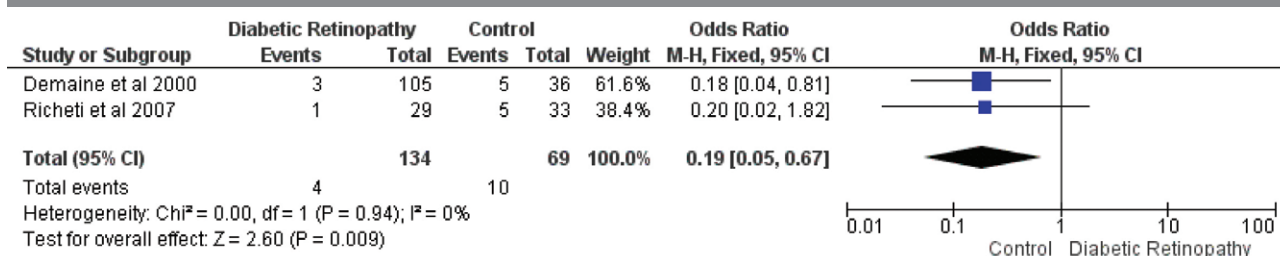 Diabetic Retinopathy Control Odds Ratio Odds Ratio
Study or Subgroup Events Total Events Total Weight M-H, Fixed, 95% CI M-H, Fixed, 95% CI
Demaine et al 2000 3 105 5 36 61.6% 0.18 [0.04, 0.81]
Richeti et al 2007 1 29 5 33 38.4% 0.20 [0.02, 1.82]
Total (95% CI) 134 69 100.0% 0.19 [0.05, 0.67]
Total events 4 10
Heterogeneity: Chi² = 0.00, df = 1 (P = 0.94); I² = 0%
Test for overall effect: Z = 2.60 (P = 0.009)
0.01 0.1 1 10 100
Control Diabetic Retinopathy